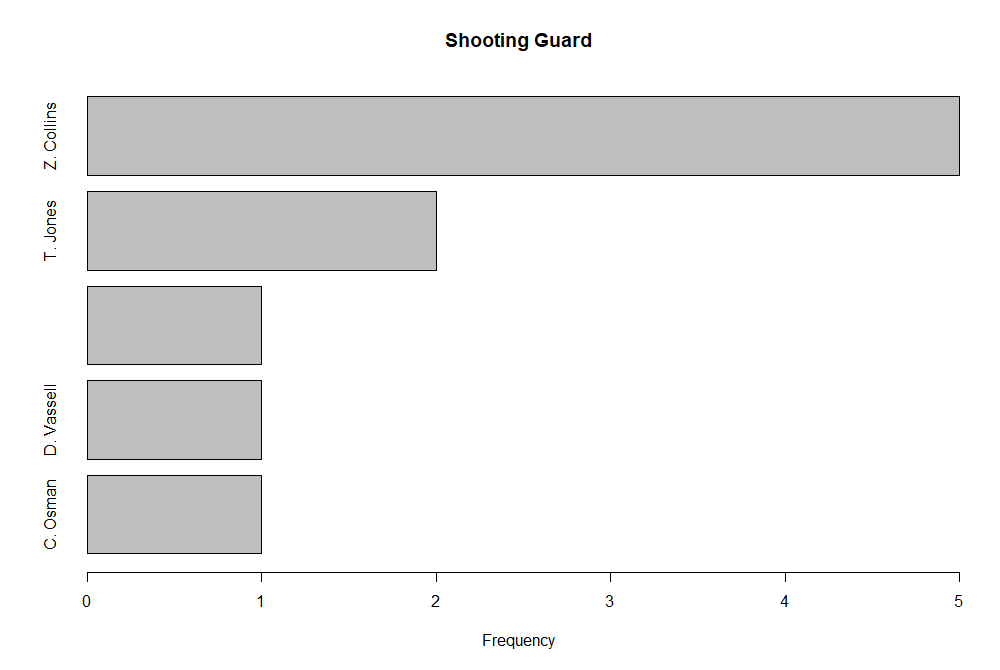 Shooting Guard
Z. Collins
T. Jones
D. Vassell
C. Osman
0 1 2 3 4 5
Frequency